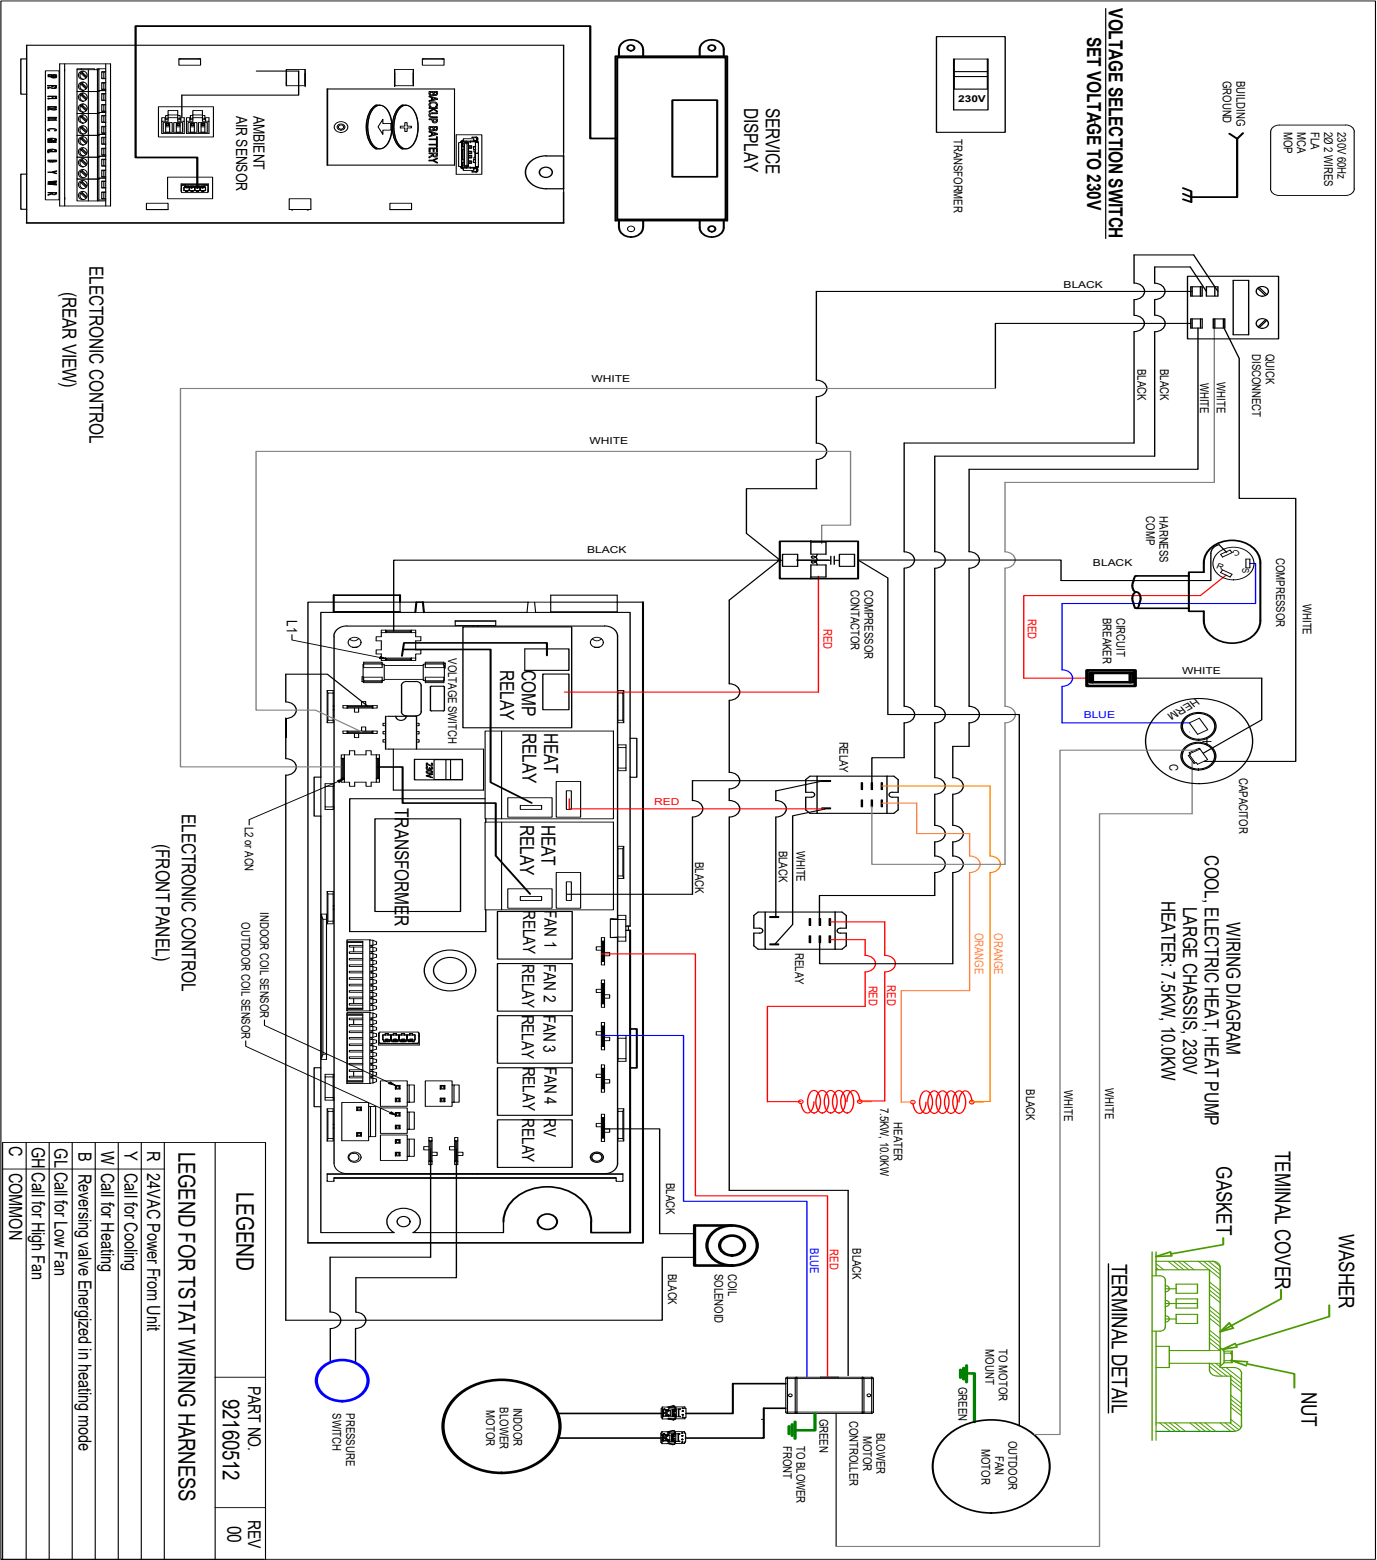 VOLTAGE SELECTION SWITCH
SET VOLTAGE TO 230V
230V
TRANSFORMER
BUILDING
GROUND
230V 60Hz
2Ø 2 WIRES
FLA
MCA
MOP
SERVICE
DISPLAY
BACKUP BATTERY
AMBIENT
AIR SENSOR
ELECTRONIC CONTROL
(REAR VIEW)
QUICK
DISCONNECT
BLACK
BLACK
BLACK
WHITE
WHITE
WHITE
WHITE
WHITE
BLACK
BLACK
HARNESS
COMP
COMPRESSOR
COMPRESSOR
CONTACTOR
CIRCUIT
BREAKER
RED
RED
WHITE
BLUE
HERM
C
CAPACITOR
L1
VOLTAGE SWITCH
COMP
RELAY
HEAT
RELAY
HEAT
RELAY
230V
TRANSFORMER
L2 or ACN
FAN 1
RELAY
FAN 2
RELAY
FAN 3
RELAY
FAN 4
RELAY
RV
RELAY
ELECTRONIC CONTROL
(FRONT PANEL)
INDOOR COIL SENSOR
OUTDOOR COIL SENSOR
RELAY
RED
BLACK
WHITE
BLACK
RELAY
ORANGE
ORANGE
RED
RED
HEATER
7.5KW, 10.0KW
WIRING DIAGRAM
COOL, ELECTRIC HEAT, HEAT PUMP
LARGE CHASSIS, 230V
HEATER: 7.5KW, 10.0KW
BLACK
WHITE
WHITE
BLACK
BLACK
COIL
SOLENOID
BLACK
RED
BLUE
PRESSURE
SWITCH
INDOOR
BLOWER
MOTOR
BLOWER
MOTOR
CONTROLLER
GREEN
TO BLOWER
FRONT
TO MOTOR
MOUNT
GREEN
OUTDOOR
FAN
MOTOR
WASHER
TEMINAL COVER
GASKET
NUT
TERMINAL DETAIL
LEGEND
PART NO.
92160512
REV
00
LEGEND FOR TSTAT WIRING HARNESS
R 24VAC Power From Unit
Y Call for Cooling
W Call for Heating
B Reversing valve Energized in heating mode
GL Call for Low Fan
GH Call for High Fan
C COMMON